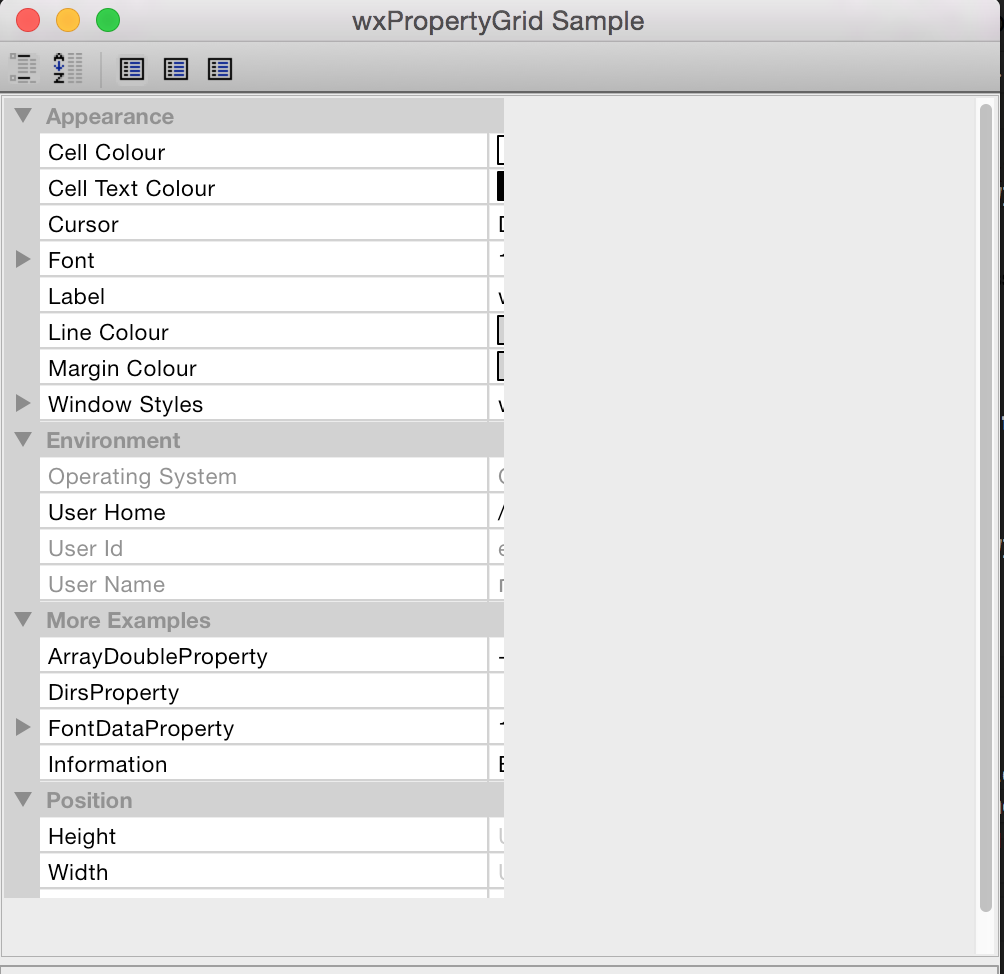 wxPropertyGrid Sample
Appearance
Cell Colour
Cell Text Colour
Cursor
Font
Label
Line Colour
Margin Colour
Window Styles
Environment
Operating System
User Home /
User Id
User Name
More Examples
ArrayDoubleProperty
DirsProperty
FontDataProperty
Information
Position
Height
Width